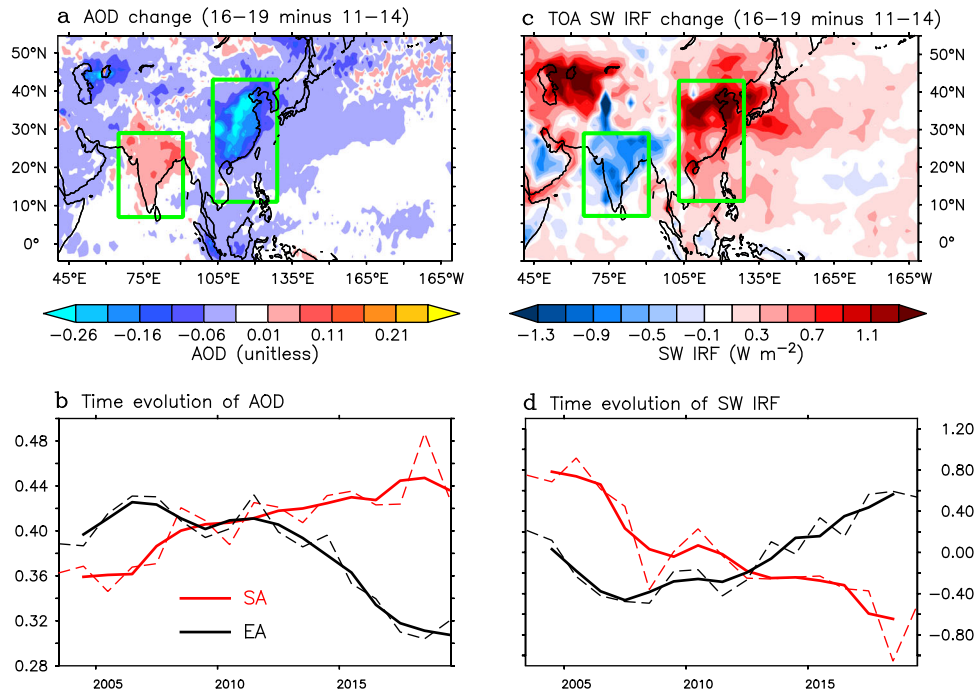 a AOD change (16−19 minus 11−14)
50°N
40°N
30°N
20°N
10°N
0°
45°E 75°E 105°E 135°E 165°E 165°W
−0.26 −0.16 −0.06 0.01 0.11 0.21
AOD (unitless)
c TOA SW IRF change (16−19 minus 11−14)
50°N
40°N
30°N
20°N
10°N
0°
45°E 75°E 105°E 135°E 165°E 165°W
−1.3 −0.9 −0.5 −0.1 0.3 0.7 1.1
SW IRF (W m−2)
b Time evolution of AOD
0.48
0.44
0.40
0.36
0.32
0.28
SA
EA
2005 2010 2015
d Time evolution of SW IRF
1.20
0.80
0.40
0.00
−0.40
−0.80
2005 2010 2015